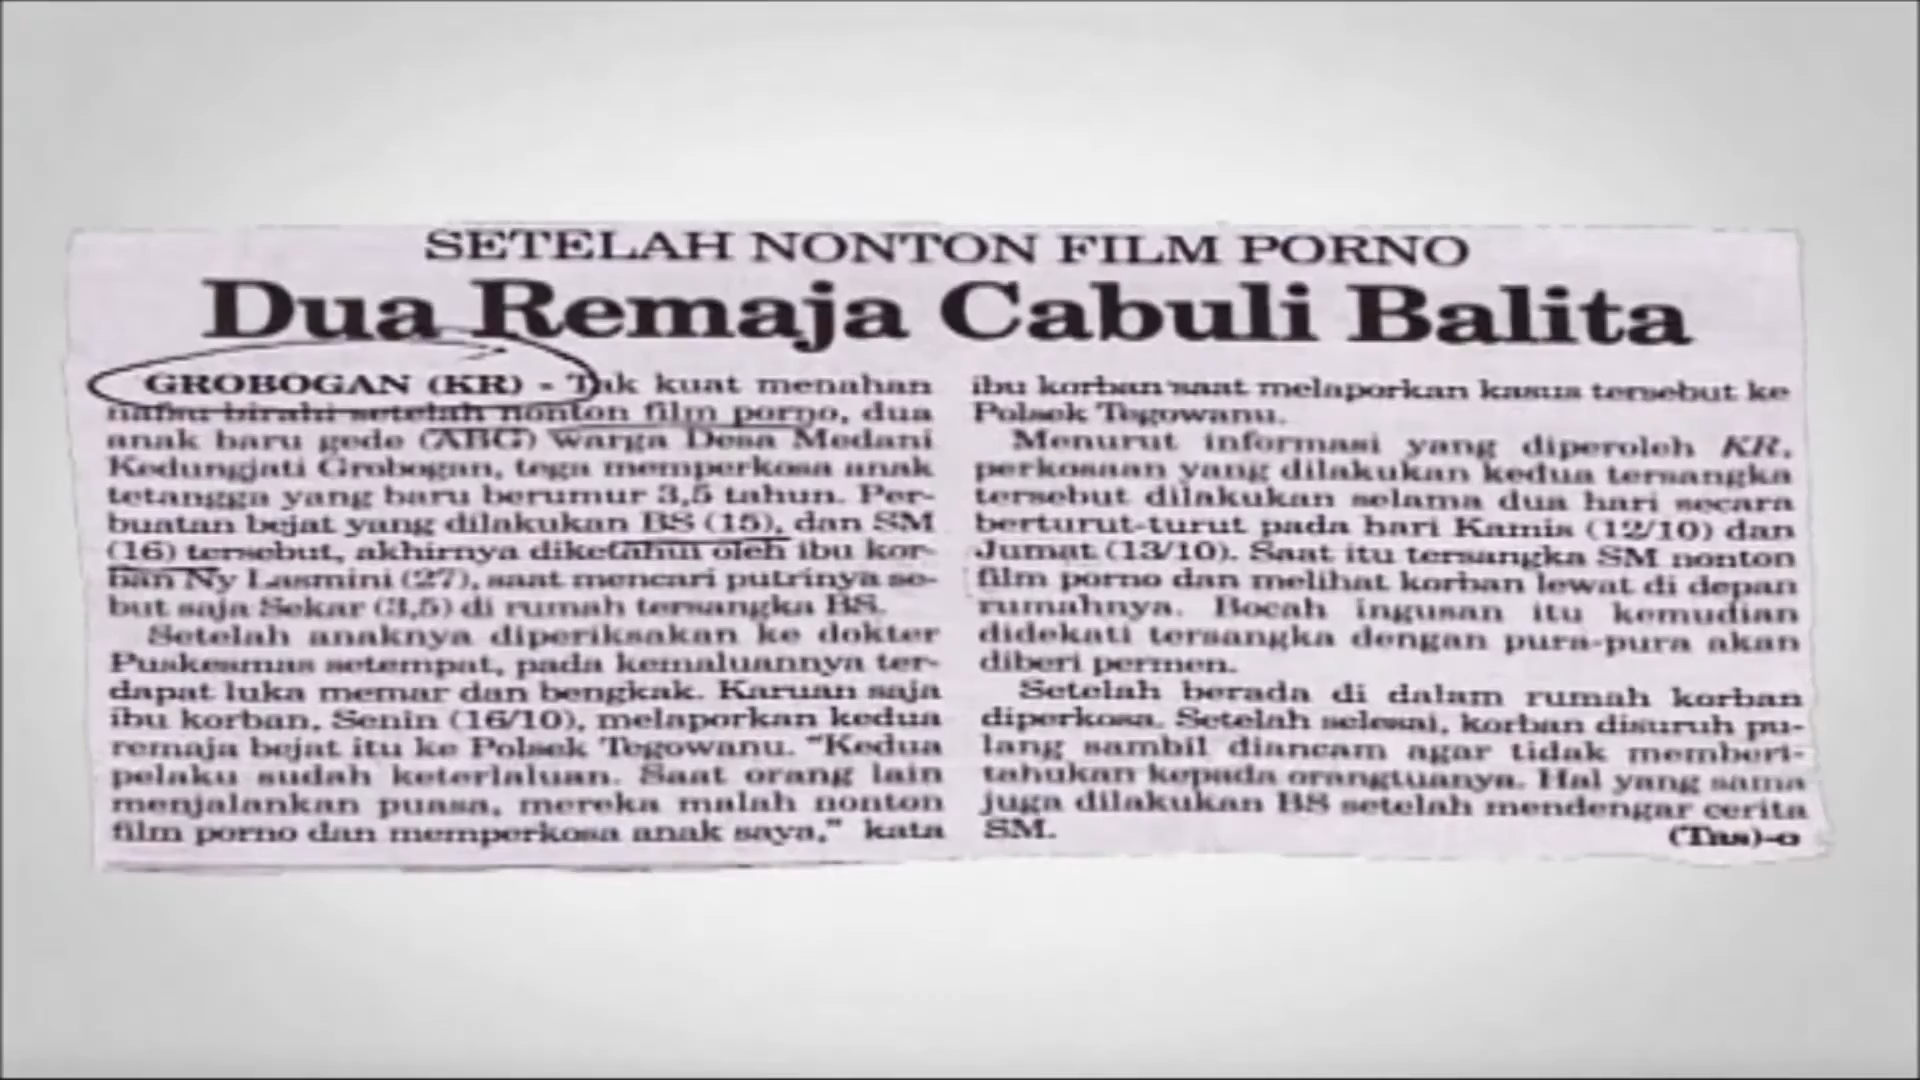 SETELAH NONTON FILM PORNO
Dua Remaja Cabuli Balita
GROBOGAN (KR) - Tak kuat menahan
nafsu birahi setelah nonton film porno, dua
anak baru gede (ABG) warga Desa Medani
Kedungjati Grobogan, tega memperkosa anak
tetangga yang baru berumur 3,5 tahun. Per-
buatan bejat yang dilakukan BS (15), dan SM
(16) tersebut, akhirnya diketahui oleh ibu kor-
ban Ny Lasmini (27), saat mencari putrinya se-
but saja Sekar (3,5) di rumah tersangka BS.
Setelah anaknya diperiksakan ke dokter
Puskesmas setempat, pada kemaluannya ter-
dapat luka memar dan bengkak. Karuan saja
ibu korban, Senin (16/10), melaporkan kedua
remaja bejat itu ke Polsek Tegowanu. "Kedua
pelaku sudah keterlaluan. Saat orang lain
menjalankan puasa, mereka malah nonton
film porno dan memperkosa anak saya," kata
ibu korban saat melaporkan kasus tersebut ke
Polsek Tegowanu.
Menurut informasi yang diperoleh KR,
perkosaan yang dilakukan kedua tersangka
tersebut dilakukan selama dua hari secara
berturut-turut pada hari Kamis (12/10) dan
Jumat (13/10). Saat itu tersangka SM nonton
film porno dan melihat korban lewat di depan
rumahnya. Bocah ingusan itu kemudian
didekati tersangka dengan pura-pura akan
diberi permen.
Setelah berada di dalam rumah korban
diperkosa. Setelah selesai, korban disuruh pu-
lang sambil diancam agar tidak memberi-
tahukan kepada orangtuanya. Hal yang sama
juga dilakukan BS setelah mendengar cerita
SM.
(Tas)-o